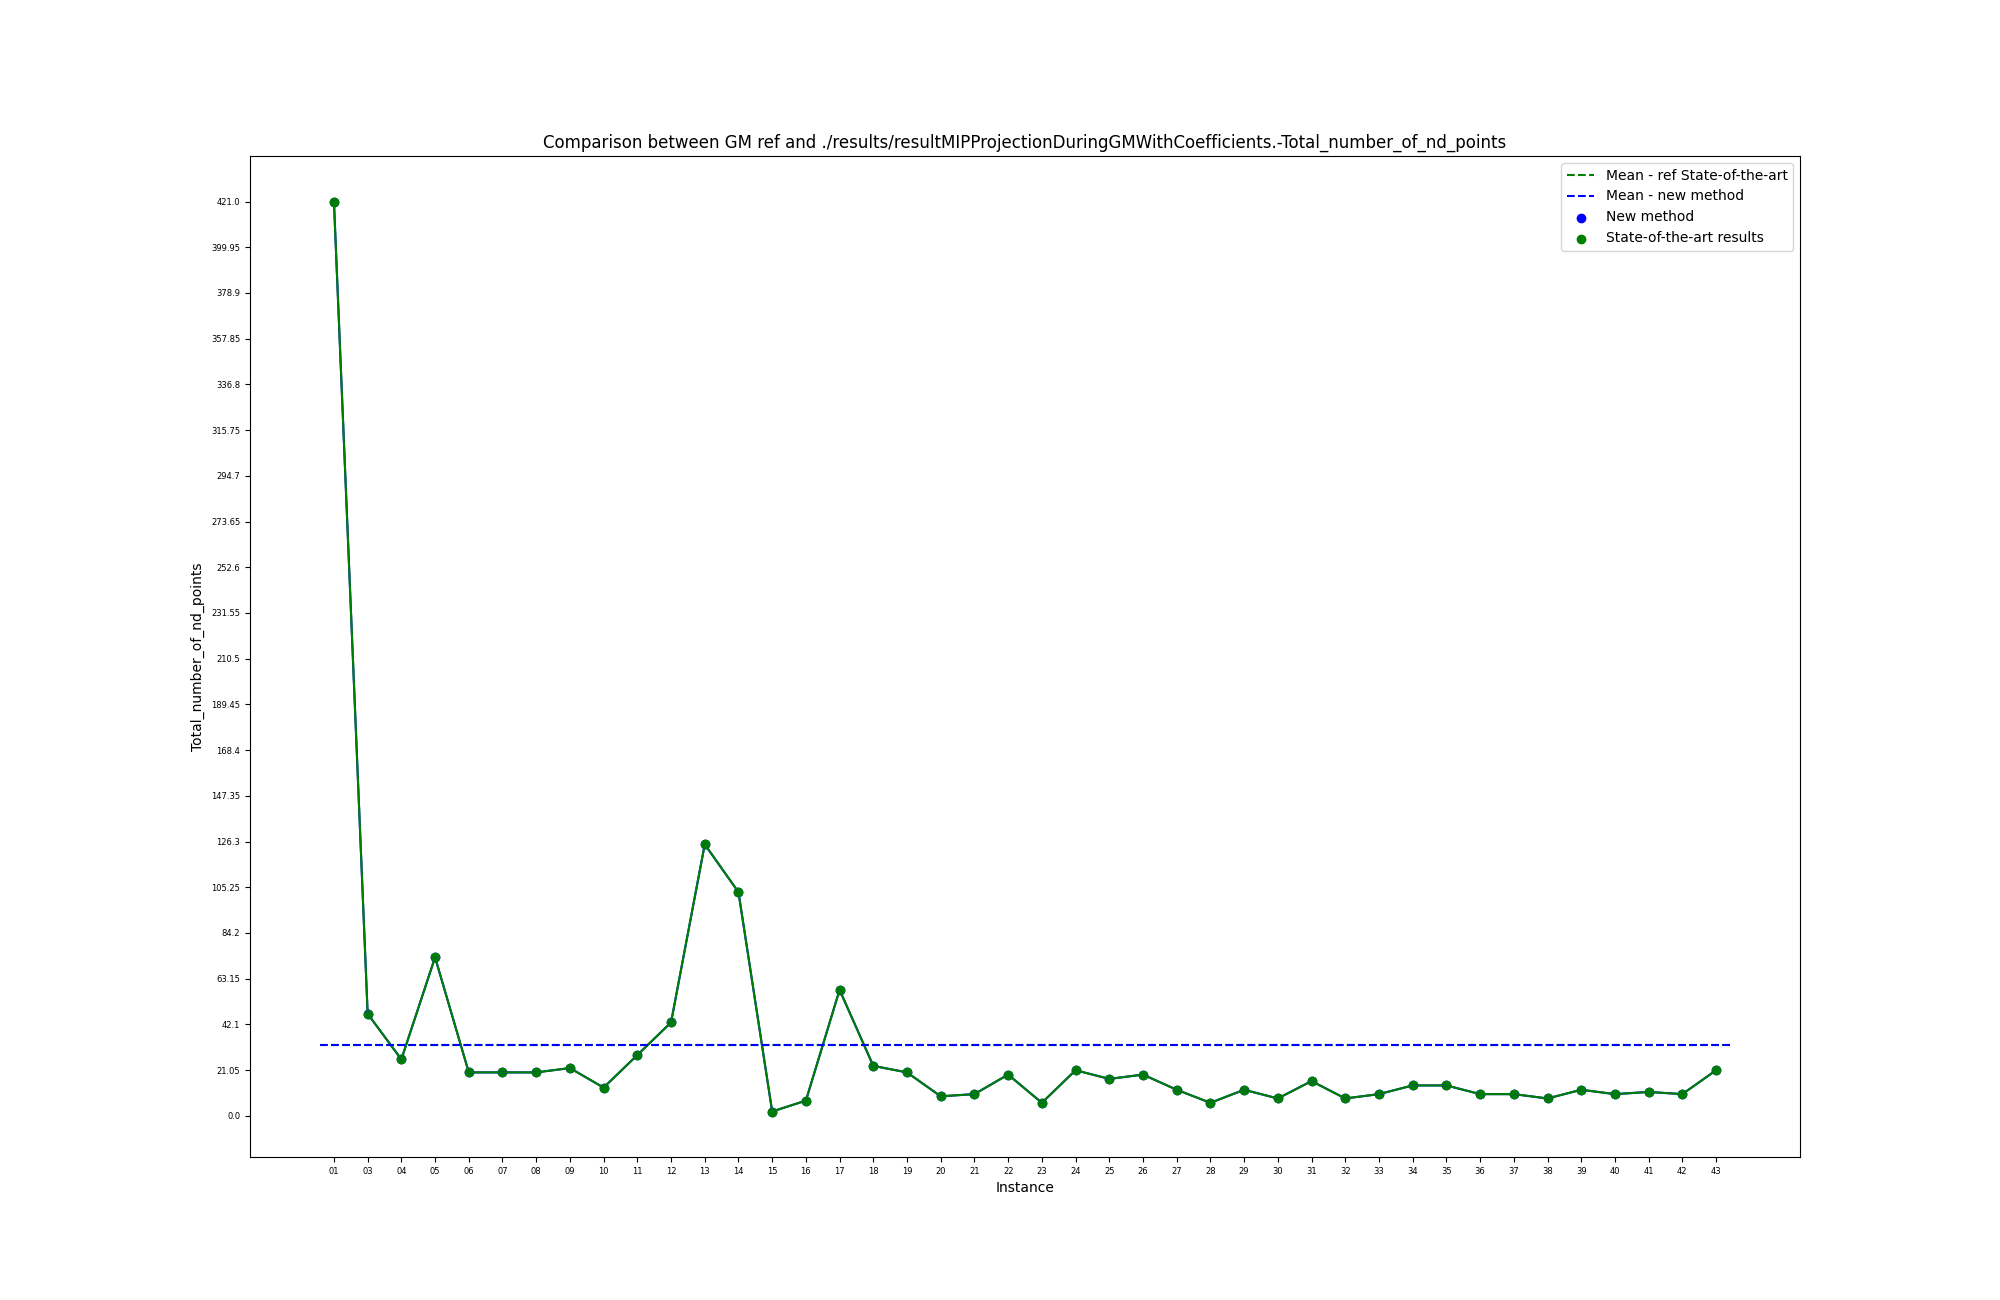 Comparison between GM ref and ./results/resultMIPProjectionDuringGMWithCoefficients.-Total_number_of_nd_points
Mean - ref State-of-the-art
Mean - new method
New method
State-of-the-art results
421.0
399.95
378.9
357.85
336.8
315.75
294.7
273.65
252.6
231.55
210.5
189.45
168.4
147.35
126.3
105.25
84.2
63.15
42.1
21.05
0.0
Total_number_of_nd_points
01 03 04 05 06 07 08 09 10 11 12 13 14 15 16 17 18 19 20 21 22 23 24 25 26 27 28 29 30 31 32 33 34 35 36 37 38 39 40 41 42 43
Instance